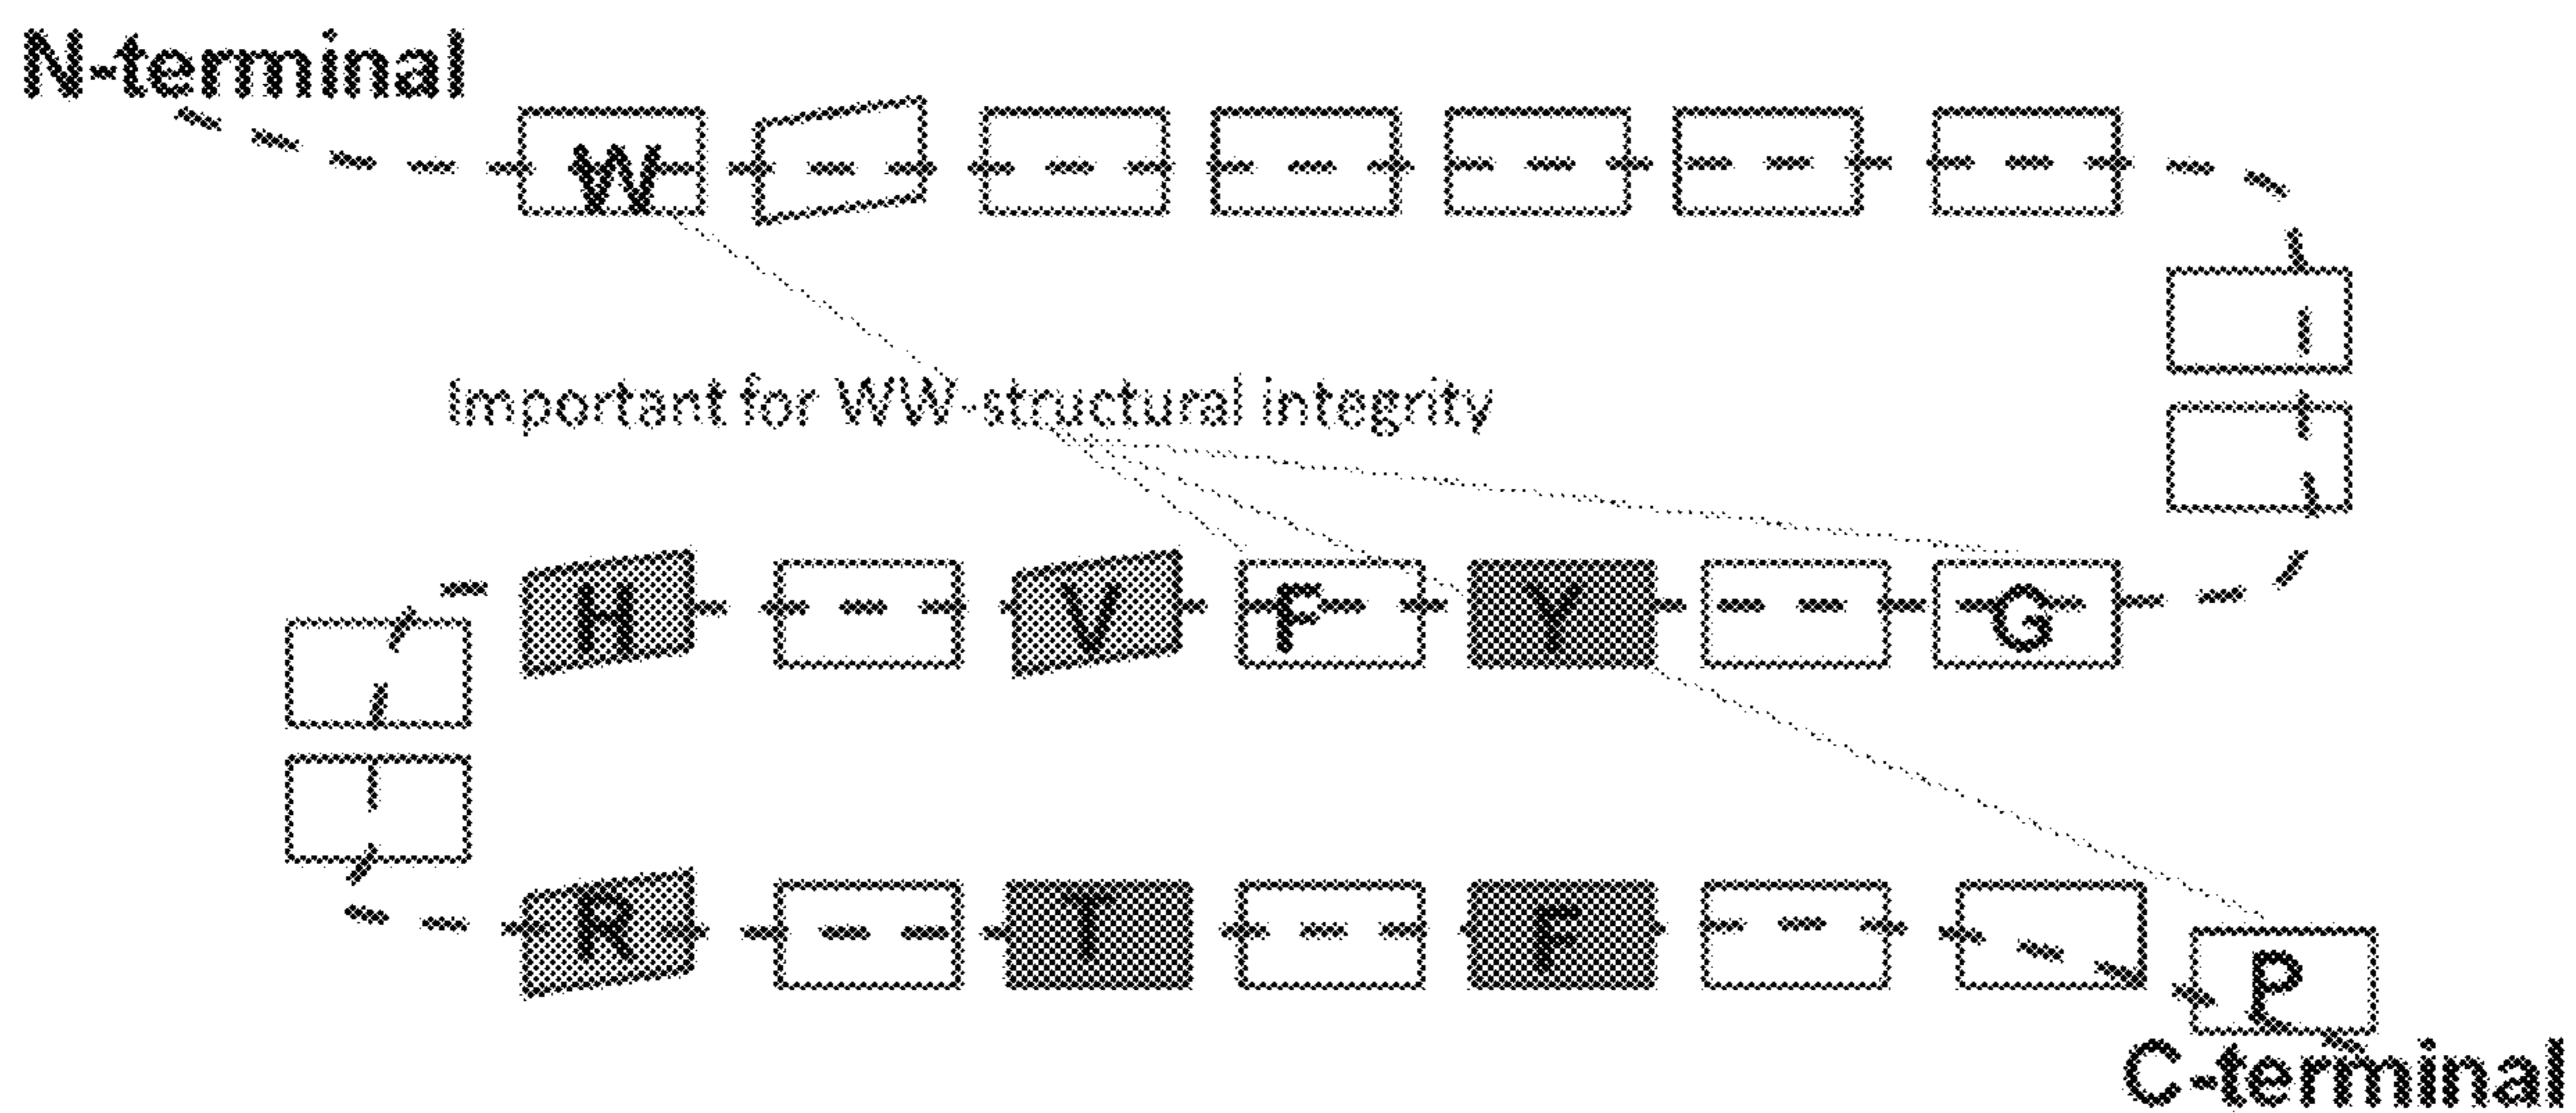 N-terminal
W
Important for WW-structural integrity
H V F Y G
R T F P
C-terminal